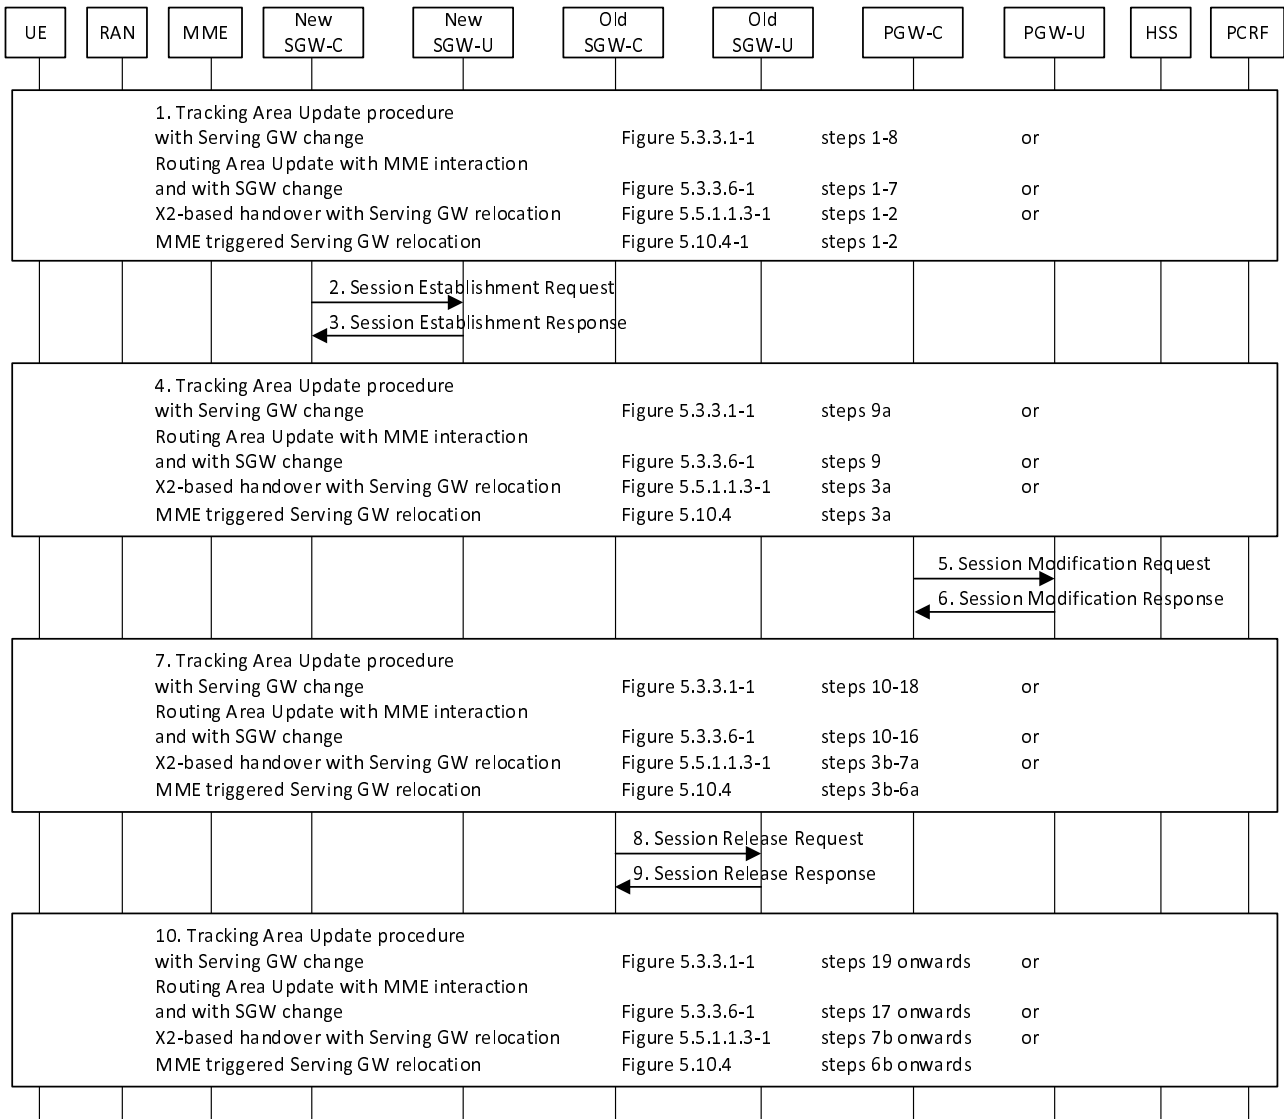 UE RAN MME New SGW-C New SGW-U Old SGW-C Old SGW-U PGW-C PGW-U HSS PCRF
1. Tracking Area Update procedure
with Serving GW change Figure 5.3.3.1-1 steps 1-8 or
Routing Area Update with MME interaction
and with SGW change Figure 5.3.3.6-1 steps 1-7 or
X2-based handover with Serving GW relocation Figure 5.5.1.1.3-1 steps 1-2 or
MME triggered Serving GW relocation Figure 5.10.4-1 steps 1-2
2. Session Establishment Request
3. Session Establishment Response
4. Tracking Area Update procedure
with Serving GW change Figure 5.3.3.1-1 steps 9a or
Routing Area Update with MME interaction
and with SGW change Figure 5.3.3.6-1 steps 9 or
X2-based handover with Serving GW relocation Figure 5.5.1.1.3-1 steps 3a or
MME triggered Serving GW relocation Figure 5.10.4 steps 3a
5. Session Modification Request
6. Session Modification Response
7. Tracking Area Update procedure
with Serving GW change Figure 5.3.3.1-1 steps 10-18 or
Routing Area Update with MME interaction
and with SGW change Figure 5.3.3.6-1 steps 10-16 or
X2-based handover with Serving GW relocation Figure 5.5.1.1.3-1 steps 3b-7a or
MME triggered Serving GW relocation Figure 5.10.4 steps 3b-6a
8. Session Release Request
9. Session Release Response
10. Tracking Area Update procedure
with Serving GW change Figure 5.3.3.1-1 steps 19 onwards or
Routing Area Update with MME interaction
and with SGW change Figure 5.3.3.6-1 steps 17 onwards or
X2-based handover with Serving GW relocation Figure 5.5.1.1.3-1 steps 7b onwards or
MME triggered Serving GW relocation Figure 5.10.4 steps 6b onwards